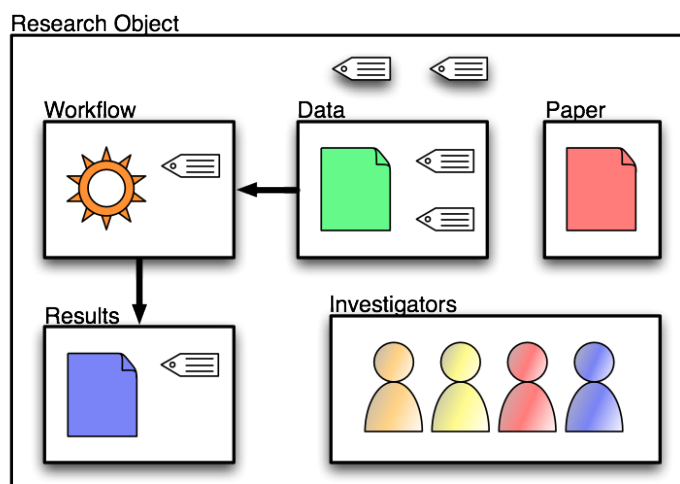 Research Object
Workflow
Data
Paper
Results
Investigators